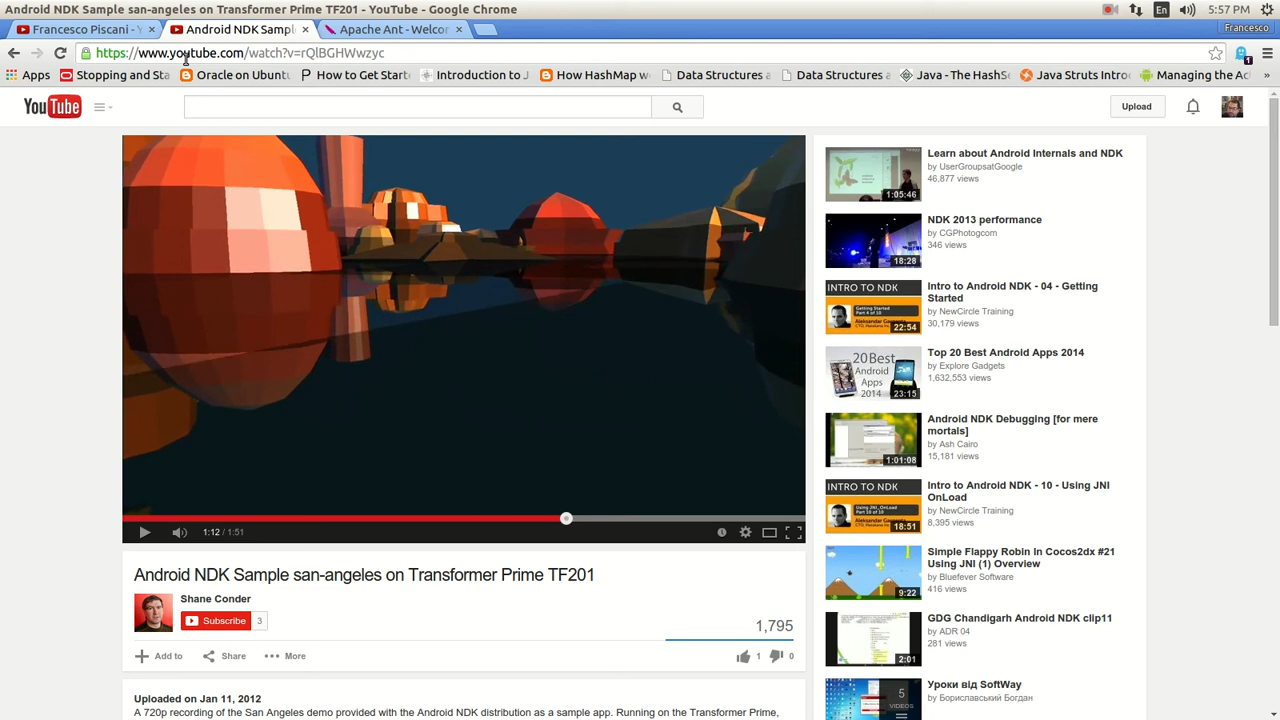 Android NDK Sample san-angeles on Transformer Prime TF201 - YouTube - Google Chrome
En 5:57 PM
Francesco Piscani - Y
Android NDK Sampl
Apache Ant - Welcor
Francesco
https://www.youtube.com/watch?v=rQlBGHWwzyc
1
Apps
Stopping and Sta
Oracle on Ubunt
How to Get Start
Introduction to J
How HashMap w
Data Structures a
Data Structures a
Java - The HashSe
Java Struts Intro
Managing the Ac
YouTube
Upload
Learn about Android Internals and NDK
by UserGroupsatGoogle
46,877 views
1:05:46
NDK 2013 performance
by CGPhotogcom
346 views
18:28
INTRO TO NDK
Getting Started
22:54
Intro to Android NDK - 04 - Getting
Started
by NewCircle Training
30,179 views
20 Best
Android
Apps
2014
23:15
Top 20 Best Android Apps 2014
by Explore Gadgets
1,632,553 views
Android NDK Debugging [for mere
mortals]
by Ash Cairo
15,181 views
1:01:08
INTRO TO NDK
18:51
Intro to Android NDK - 10 - Using JNI
OnLoad
by NewCircle Training
8,395 views
1:12 / 1:51
Simple Flappy Robin in Cocos2dx #21
Using JNI (1) Overview
by Bluefever Software
416 views
9:22
Android NDK Sample san-angeles on Transformer Prime TF201
Shane Conder
Subscribe 3
1,795
GDG Chandigarh Android NDK clip11
by ADR 04
281 views
2:01
Add to
Share
More
1 0
Уроки від SoftWay
by Бориславський Богдан
5
VIDEOS
Uploaded on Jan 11, 2012
A 720p recording of the San Angeles demo provided with the Android NDK distribution as a sample app. Running on the Transformer Prime,